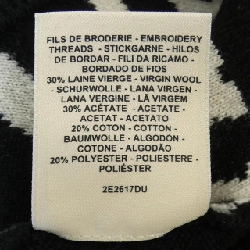 FILS DE BRODERIE - EMBROIDERY
THREADS - STICKGARNE - HILOS
DE BORDAR - FILI DA RICAMO -
BORDADO DE FIOS
30% LAINE VIERGE - VIRGIN WOOL
- SCHURWOLLE - LANA VIRGEN -
LANA VERGINE - LÃ VIRGEM
30% ACÉTATE - ACETATE -
ACETAT - ACETATO
20% COTON - COTTON -
BAUMWOLLE - ALGODÓN -
COTONE - ALGODÃO
20% POLYESTER - POLYESTER -
POLIÉSTER
2E2617DU